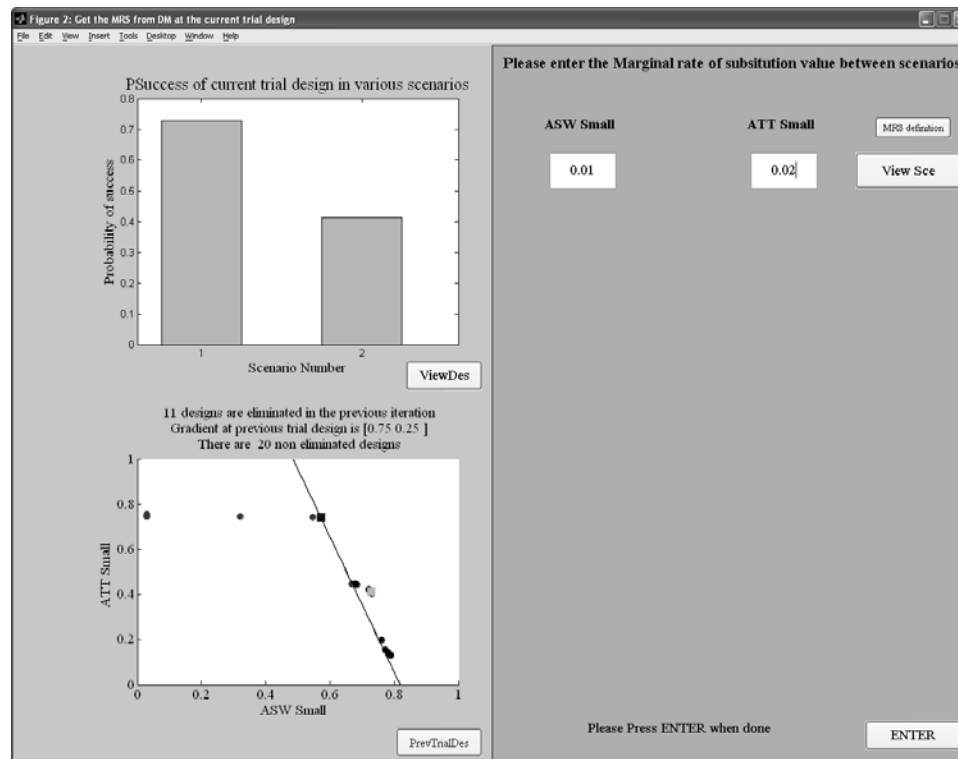 Figure 2: Get the MRS from DM at the current trial design
File Edit View Insert Tools Desktop Window Help
PSuccess of current trial design in various scenarios
0.8
0.7
0.6
0.5
0.4
0.3
0.2
0.1
0
Probability of success
1 2
Scenario Number
ViewDes
11 designs are eliminated in the previous iteration
Gradient at previous trial design is [0.75 0.25 ]
There are 20 non eliminated designs
1
0.8
0.6
0.4
0.2
0
ATT Small
0 0.2 0.4 0.6 0.8 1
ASW Small
PrevTrialDes
Please enter the Marginal rate of subsitution value between scenarios
ASW Small ATT Small MRS definition
0.01 0.02 View Sce
Please Press ENTER when done
ENTER